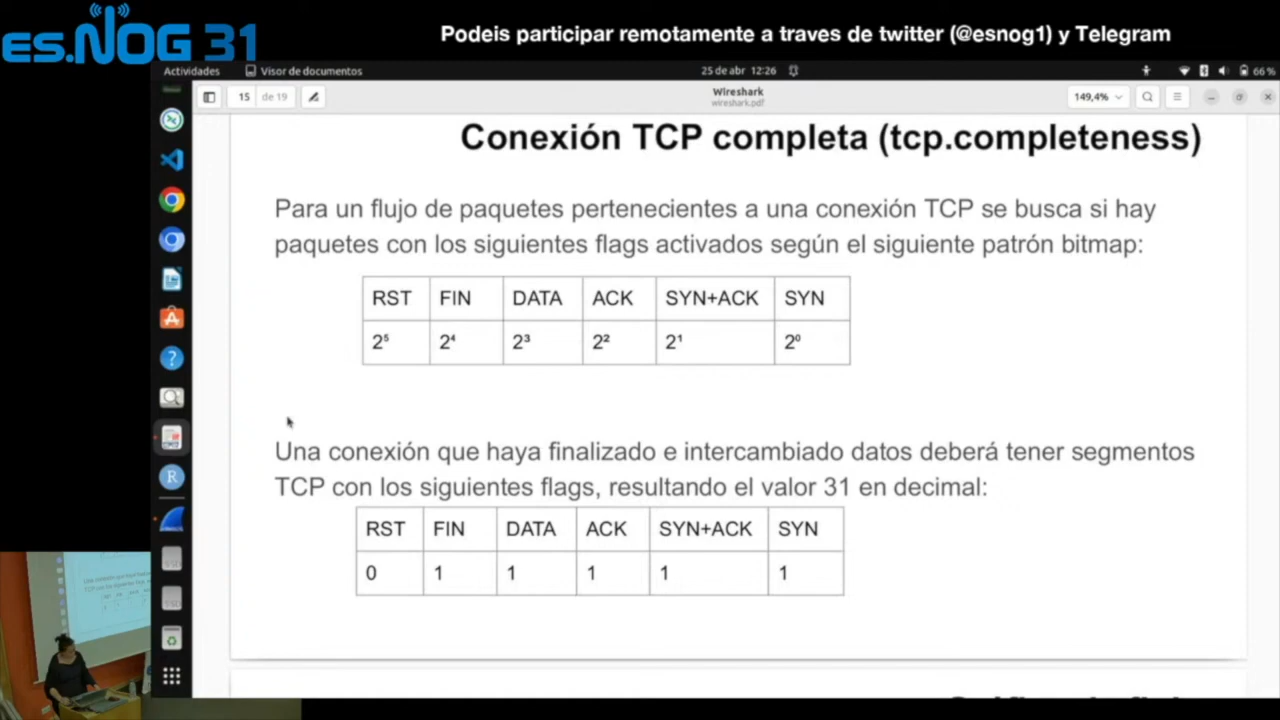 es.NOG 31
Podeis participar remotamente a traves de twitter (@esnog1) y Telegram
Actividades
Visor de documentos
25 de abr 12:26
66 %
15 de 19
Wireshark
wireshark.pdf
149,4%
Conexión TCP completa (tcp.completeness)
Para un flujo de paquetes pertenecientes a una conexión TCP se busca si hay
paquetes con los siguientes flags activados según el siguiente patrón bitmap:
RST FIN DATA ACK SYN+ACK SYN
2⁵ 2⁴ 2³ 2² 2¹ 2⁰
Una conexión que haya finalizado e intercambiado datos deberá tener segmentos
TCP con los siguientes flags, resultando el valor 31 en decimal:
RST FIN DATA ACK SYN+ACK SYN
0 1 1 1 1 1